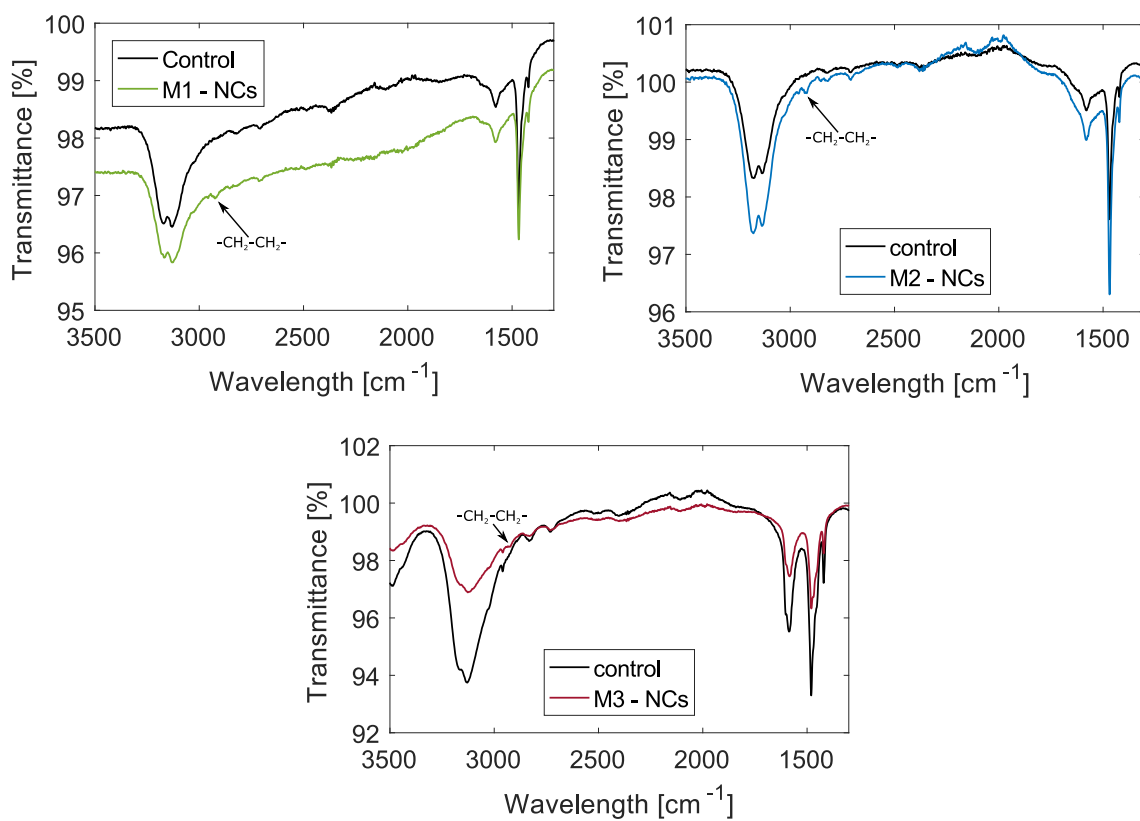 100
99
98
97
96
95
Transmittance [%]
Control
M1 - NCs
-CH₂-CH₂-
3500 3000 2500 2000 1500
Wavelength [cm⁻¹]
101
100
99
98
97
96
Transmittance [%]
-CH₂-CH₂-
control
M2 - NCs
3500 3000 2500 2000 1500
Wavelength [cm⁻¹]
102
100
98
96
94
92
Transmittance [%]
-CH₂-CH₂-
control
M3 - NCs
3500 3000 2500 2000 1500
Wavelength [cm⁻¹]